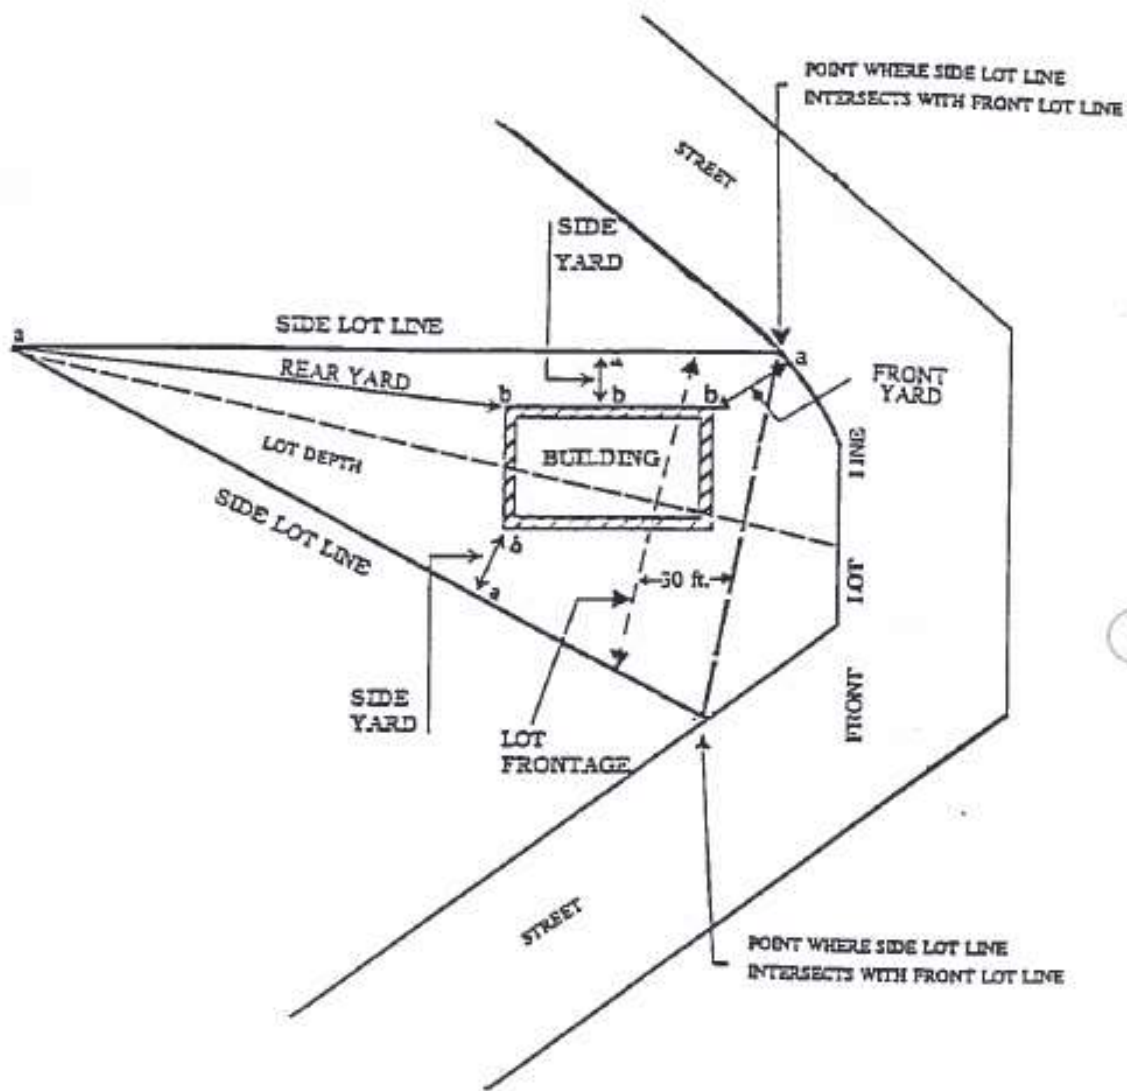 POINT WHERE SIDE LOT LINE
INTERSECTS WITH FRONT LOT LINE
STREET
SIDE
YARD
SIDE LOT LINE
a
a
REAR YARD
FRONT
YARD
a
b
b
b
LOT DEPTH
BUILDING
LINE
SIDE LOT LINE
b
a
LOT
SIDE
YARD
FRONT
LOT
FRONTAGE
STREET
POINT WHERE SIDE LOT LINE
INTERSECTS WITH FRONT LOT LINE